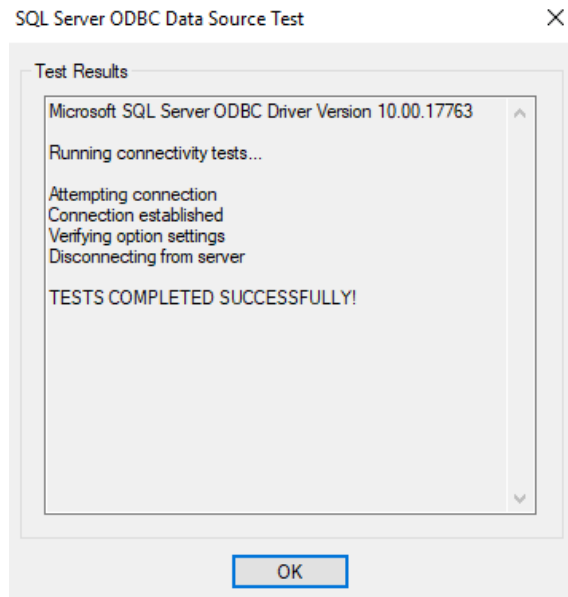 SQL Server ODBC Data Source Test
Test Results
Microsoft SQL Server ODBC Driver Version 10.00.17763
Running connectivity tests...
Attempting connection
Connection established
Verifying option settings
Disconnecting from server
TESTS COMPLETED SUCCESSFULLY!
OK